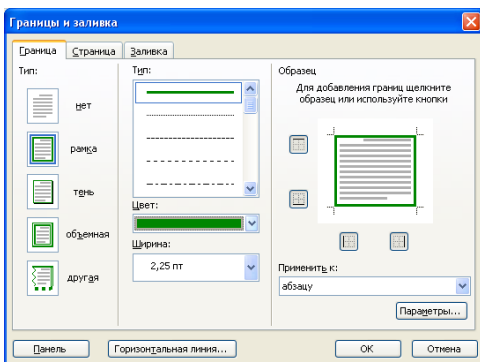 Границы и заливка
Граница
Страница
Заливка
Тип:
нет
рамка
тень
объемная
другая
Тип:
Цвет:
Ширина:
2,25 пт
Образец
Для добавления границ щелкните
образец или используйте кнопки
Применить к:
абзацу
Параметры...
Панель
Горизонтальная линия...
ОК
Отмена